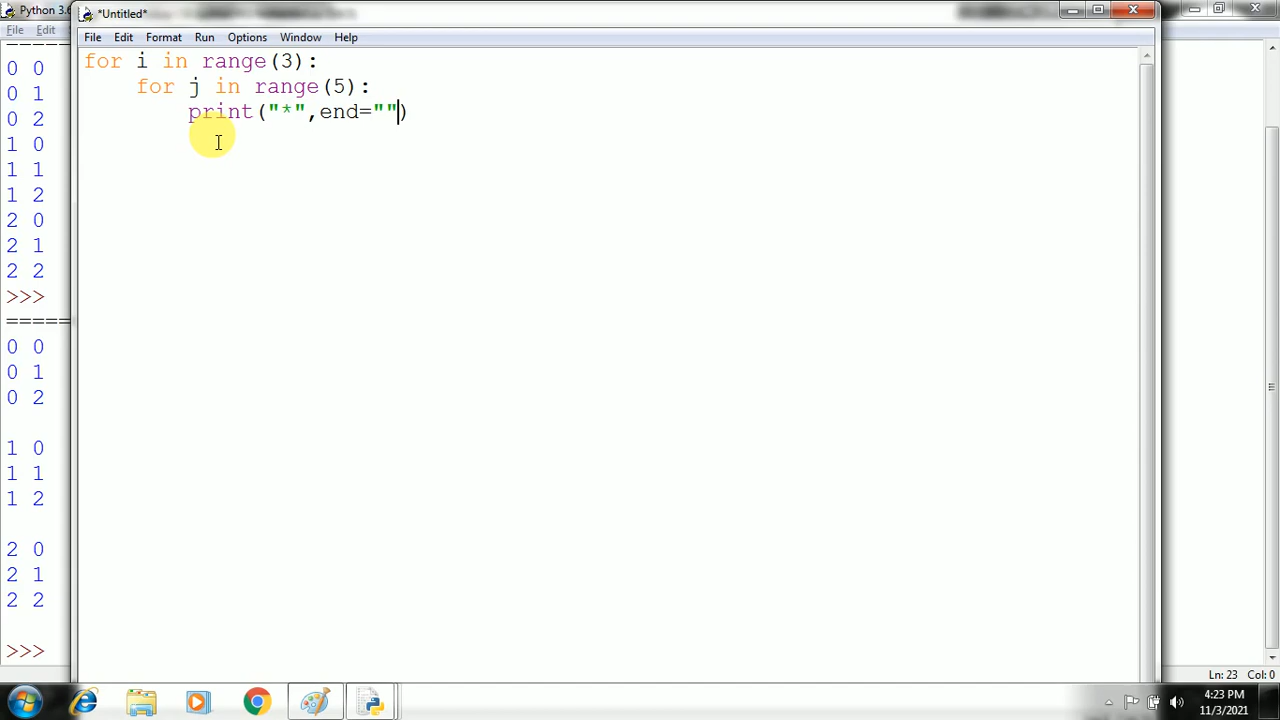 Python 3.6
*Untitled*
File Edit
File Edit Format Run Options Window Help
for i in range(3):
for j in range(5):
print("*",end="")
0 0
0 1
0 2
1 0
1 1
1 2
2 0
2 1
2 2
>>>
======
0 0
0 1
0 2
1 0
1 1
1 2
2 0
2 1
2 2
>>>
Ln: 23 Col: 0
4:23 PM
11/3/2021